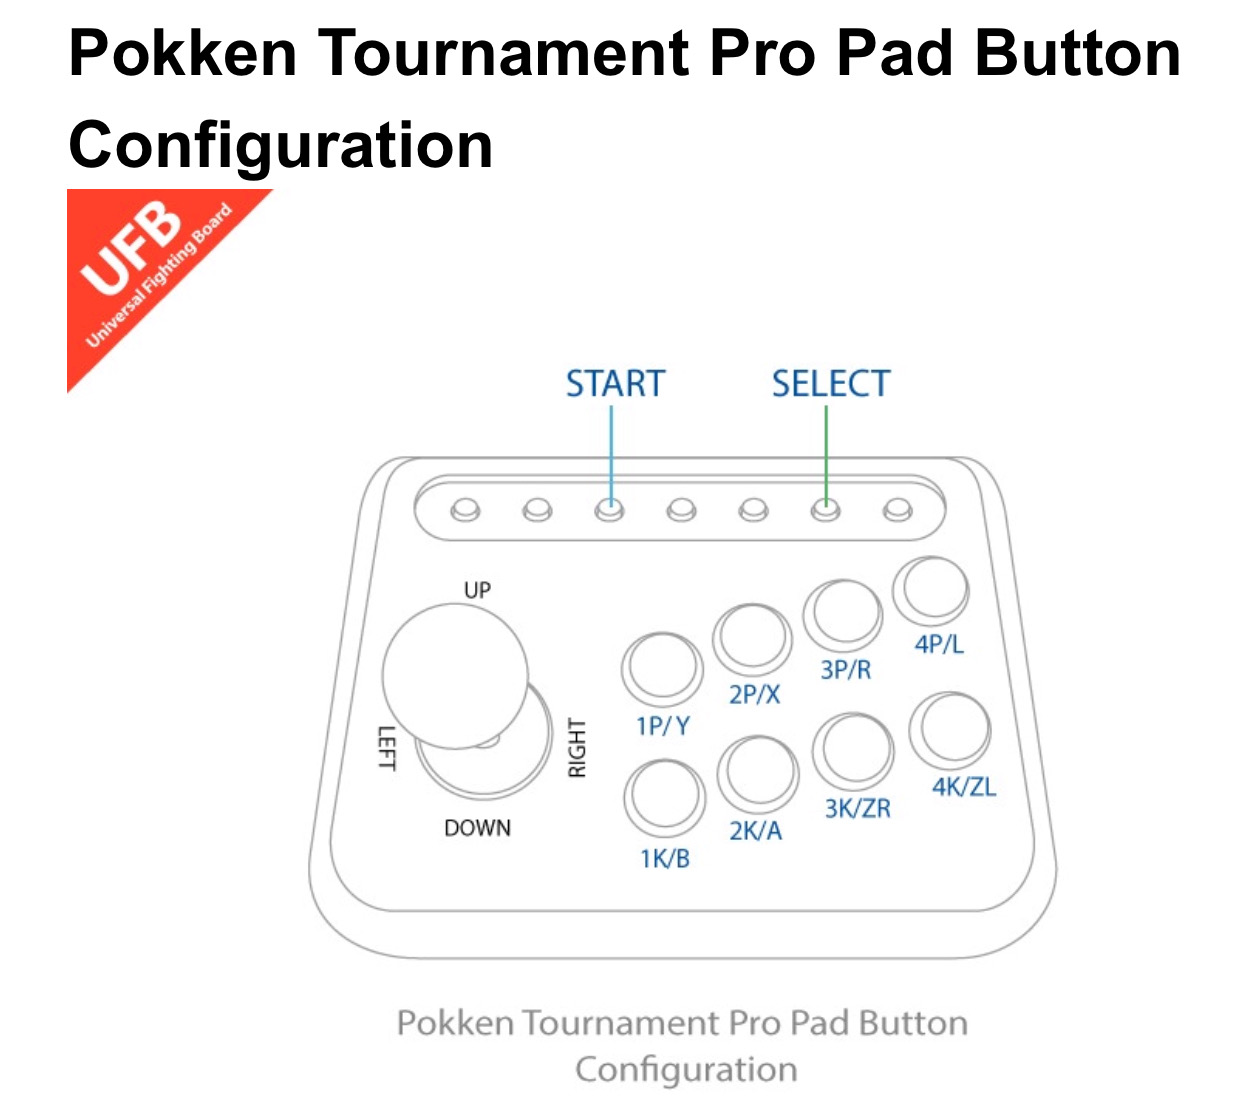 Pokken Tournament Pro Pad Button
Configuration
UFB
Universal Fighting Board
START
SELECT
UP
LEFT
RIGHT
DOWN
1P/Y
2P/X
3P/R
4P/L
1K/B
2K/A
3K/ZR
4K/ZL
Pokken Tournament Pro Pad Button
Configuration